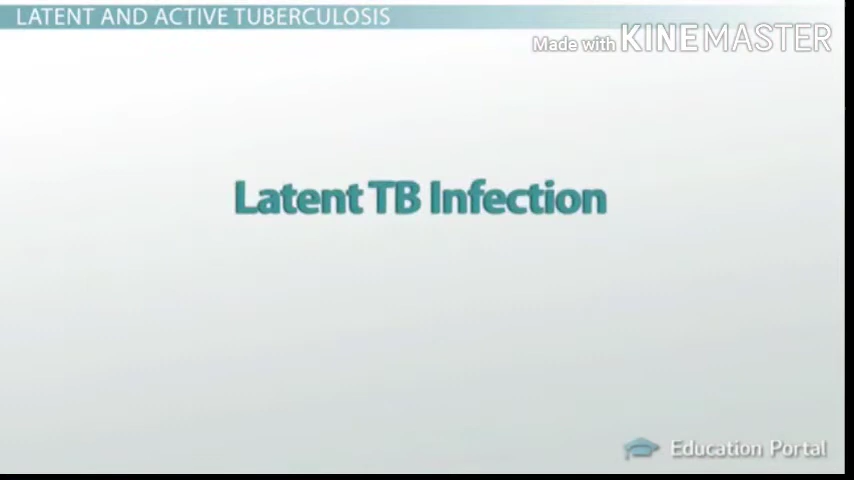 LATENT AND ACTIVE TUBERCULOSIS
Made with KINEMASTER
Latent TB Infection
Education Portal